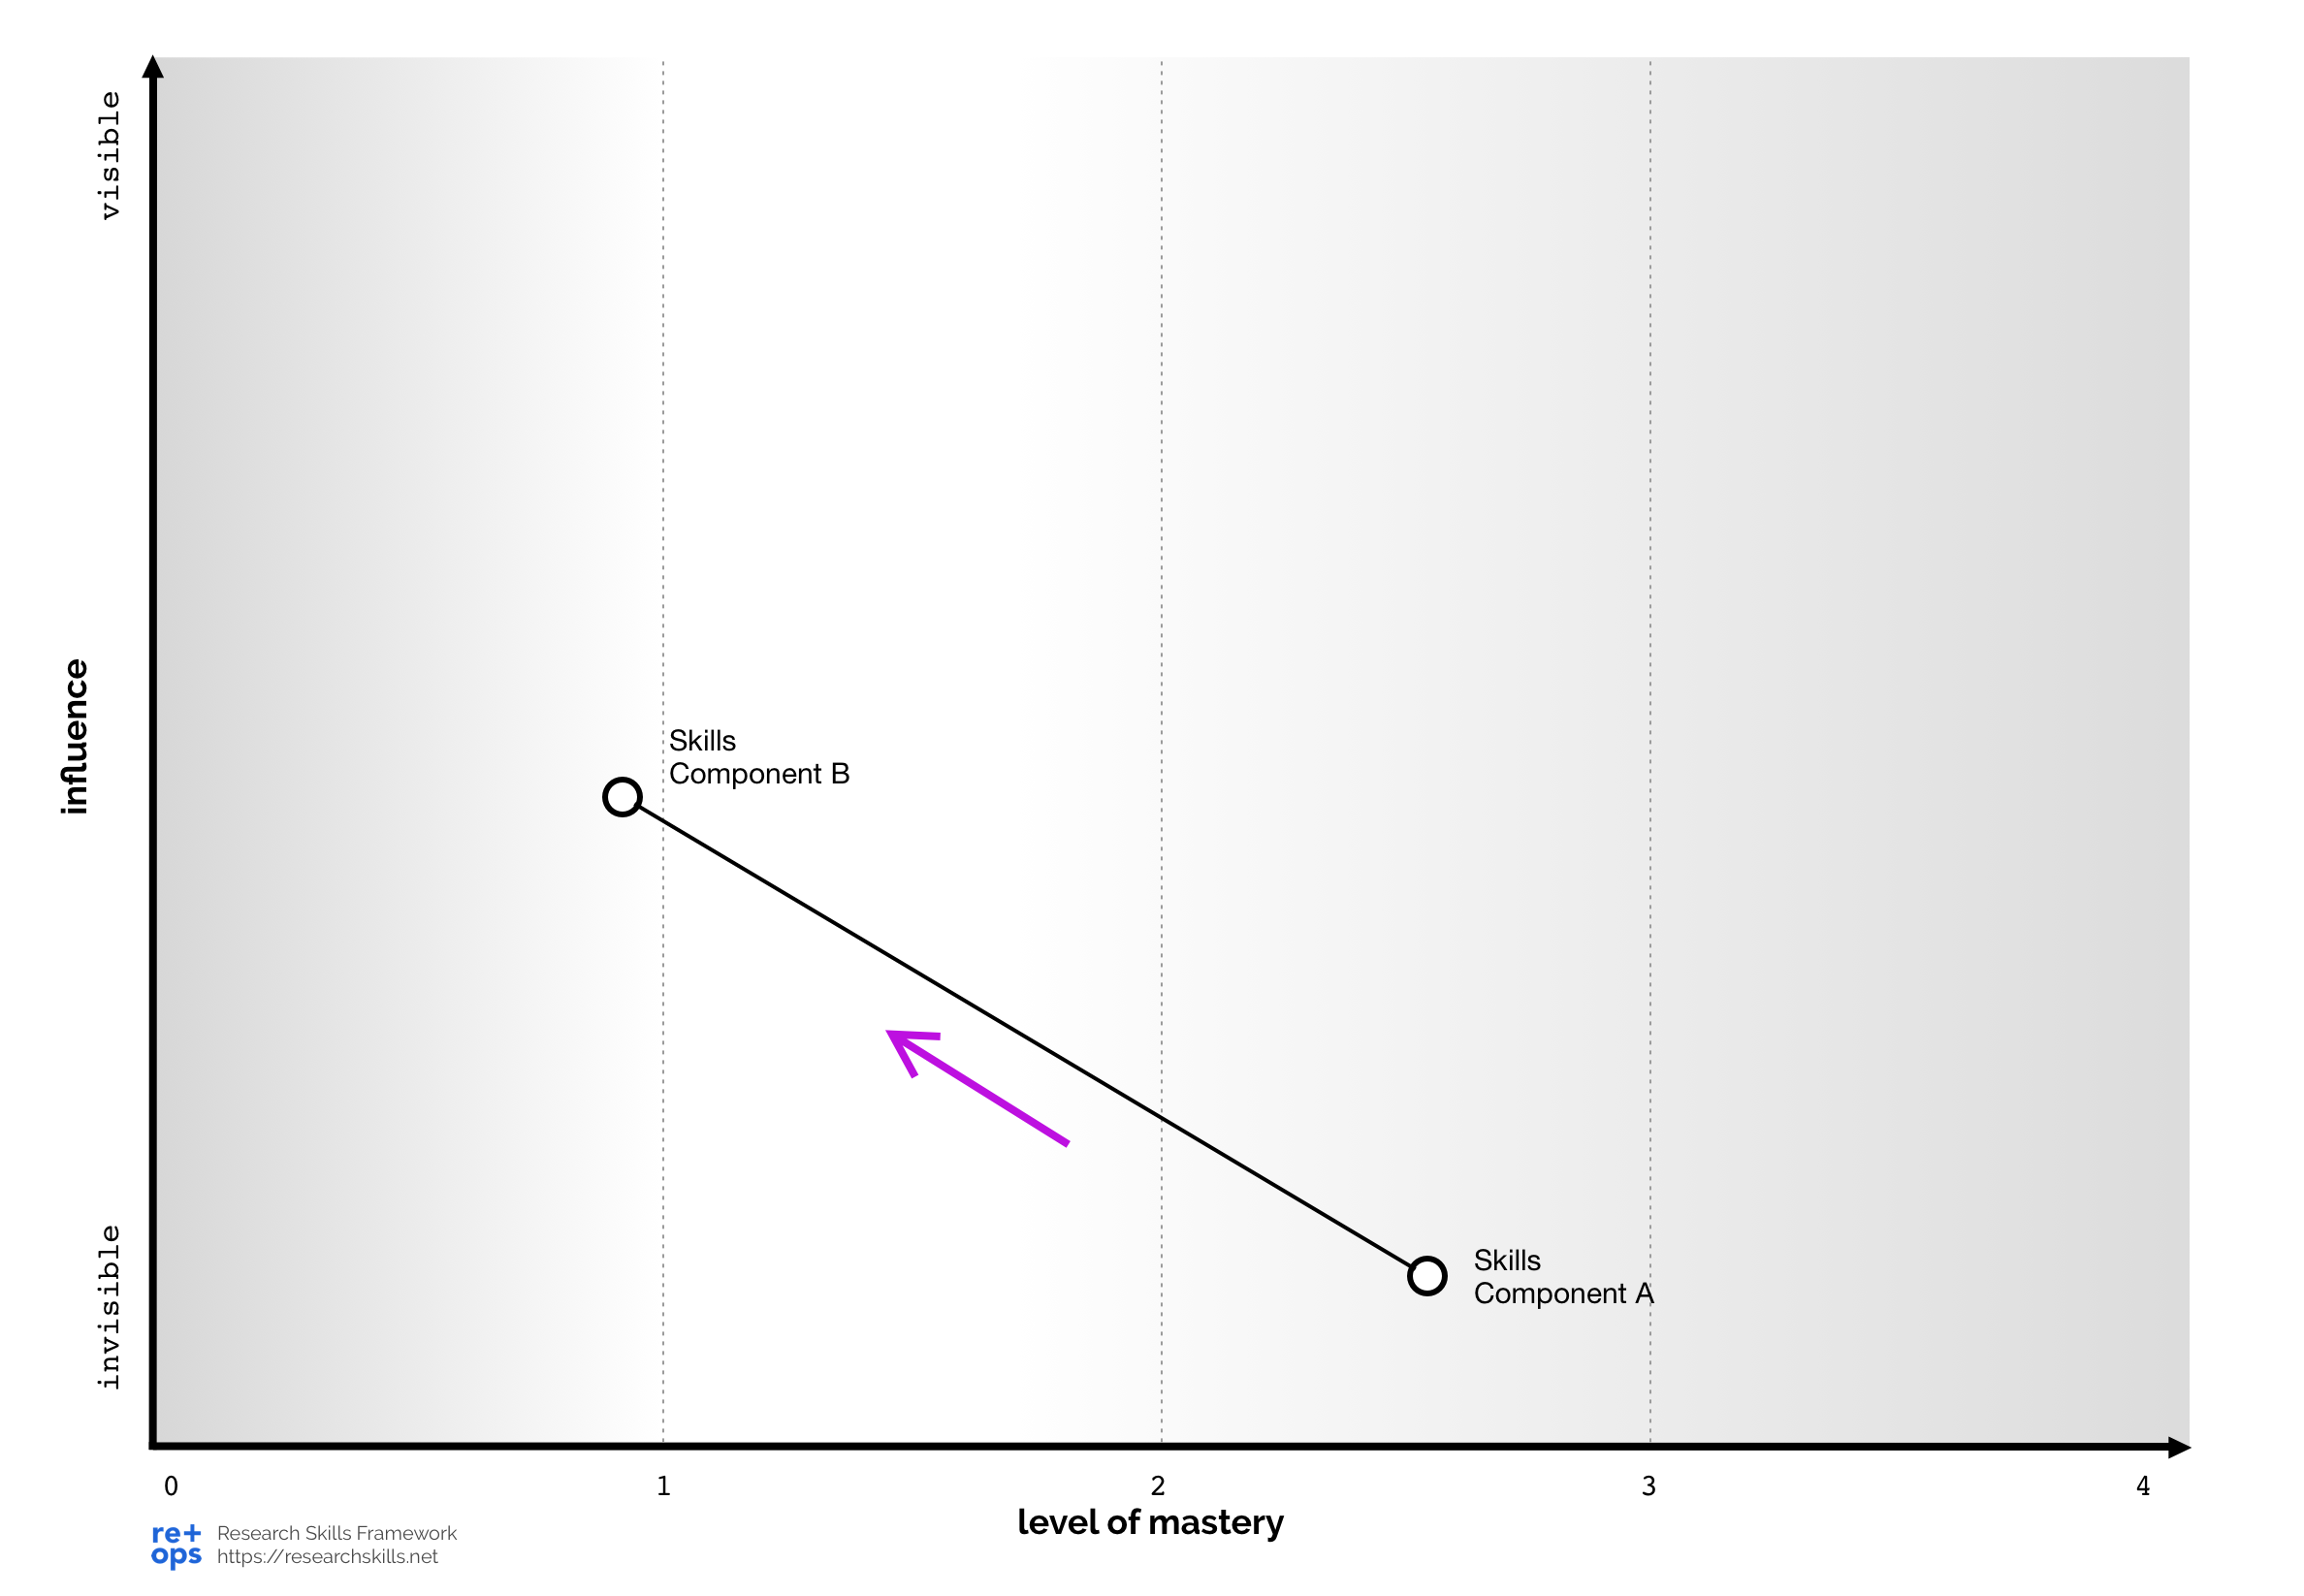 visible
influence
invisible
Skills
Component B
Skills
Component A
0 1 2 3 4
level of mastery
re+
ops
Research Skills Framework
https://researchskills.net